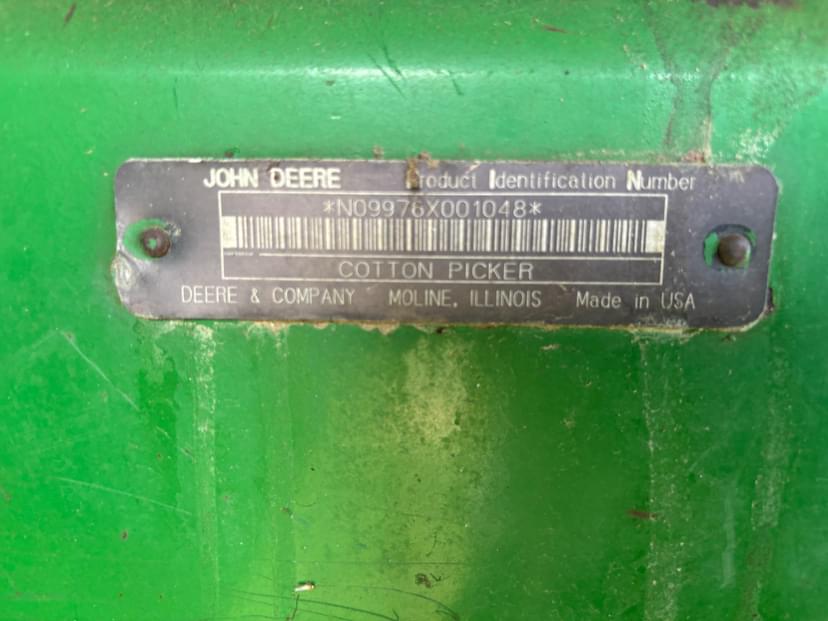 JOHN DEERE Product Identification Number
*N09976X001048*
COTTON PICKER
DEERE & COMPANY MOLINE, ILLINOIS Made in USA